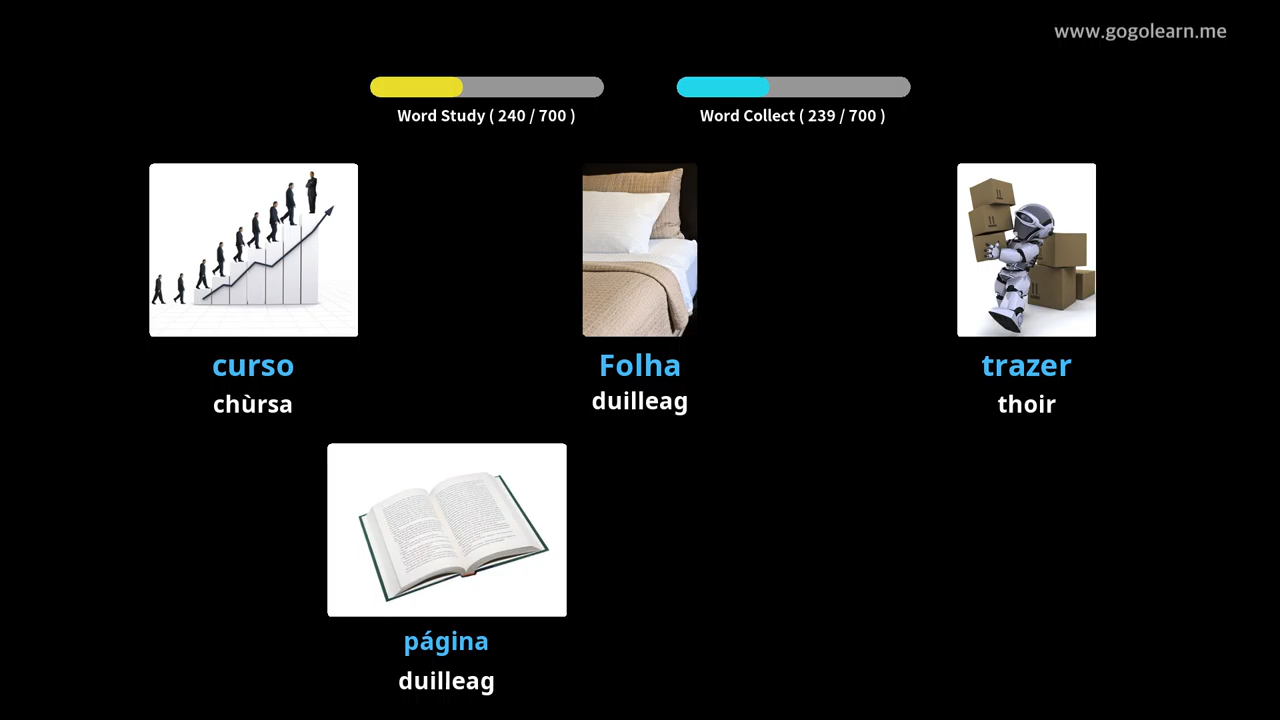 www.gogolearn.me
Word Study ( 240 / 700 )
Word Collect ( 239 / 700 )
curso
chùrsa
Folha
duilleag
trazer
thoir
página
duilleag